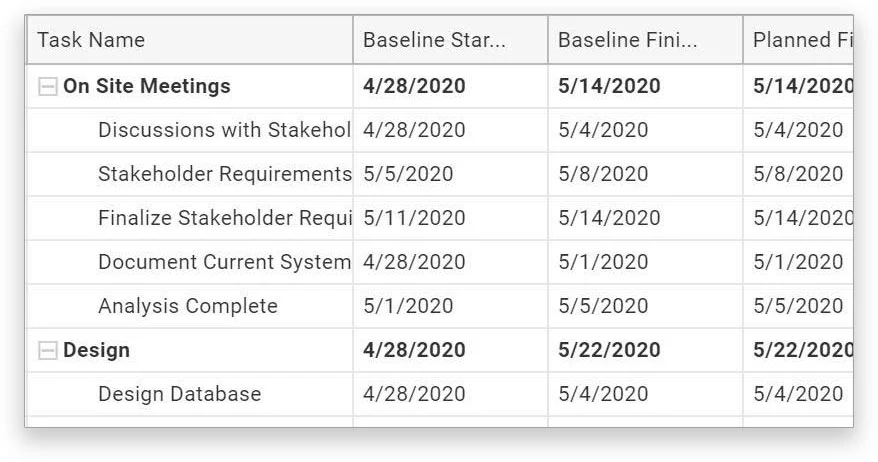 Task Name Baseline Star... Baseline Fini... Planned Fi
On Site Meetings 4/28/2020 5/14/2020 5/14/2020
Discussions with Stakehol 4/28/2020 5/4/2020 5/4/2020
Stakeholder Requirements 5/5/2020 5/8/2020 5/8/2020
Finalize Stakeholder Requi 5/11/2020 5/14/2020 5/14/2020
Document Current System 4/28/2020 5/1/2020 5/1/2020
Analysis Complete 5/1/2020 5/5/2020 5/5/2020
Design 4/28/2020 5/22/2020 5/22/2020
Design Database 4/28/2020 5/4/2020 5/4/2020